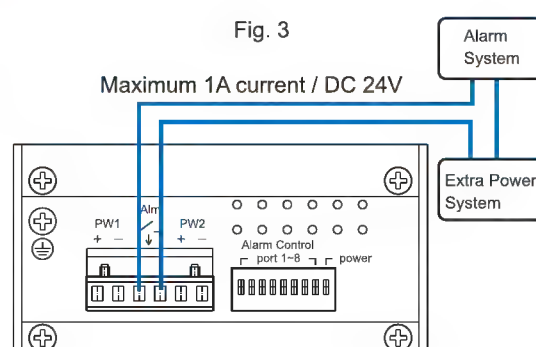 Fig. 3
Alarm
System
Maximum 1A current / DC 24V
Extra Power
System
Alm
PW1
PW2
+ –
+ –
Alarm Control
port 1~8
power